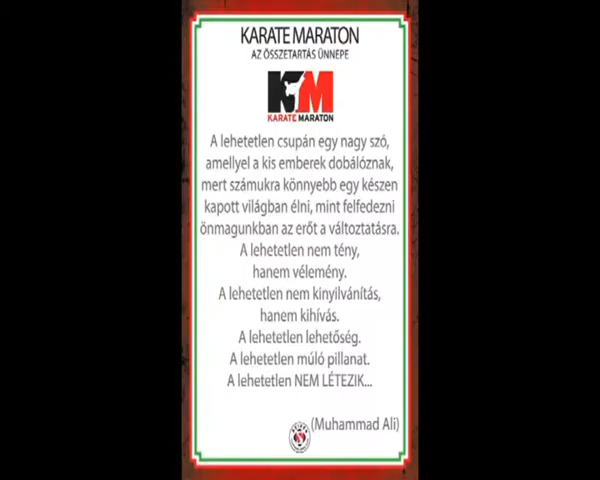 KARATE MARATON
AZ ÖSSZETARTÁS ÜNNEPE
KM
KARATE MARATON
A lehetetlen csupán egy nagy szó,
amellyel a kis emberek dobálóznak,
mert számukra könnyebb egy készen
kapott világban élni, mint felfedezni
önmagunkban az erőt a változtatásra.
A lehetetlen nem tény,
hanem vélemény.
A lehetetlen nem kinyilvánítás,
hanem kihívás.
A lehetetlen lehetőség.
A lehetetlen múló pillanat.
A lehetetlen NEM LÉTEZIK...
(Muhammad Ali)